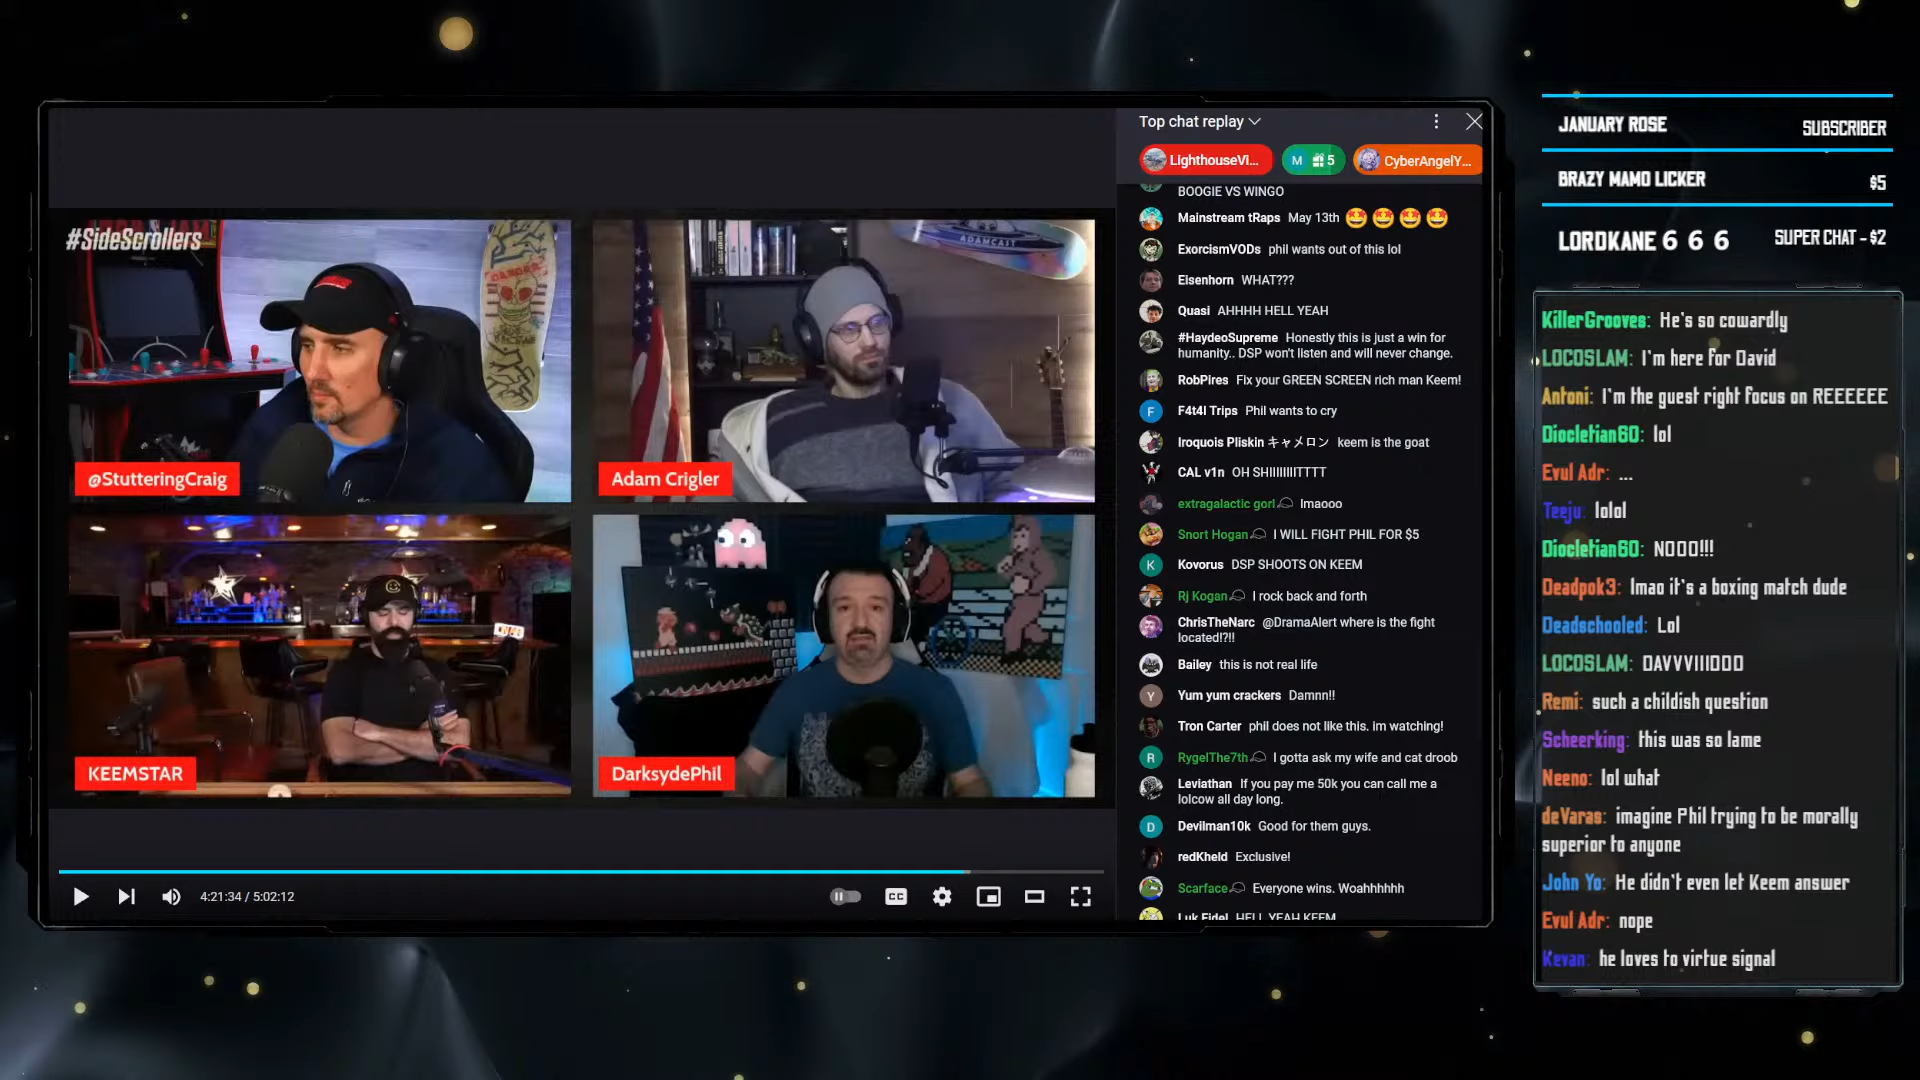 #SideScrollers
@StutteringCraig
ADAMCAST
Adam Crigler
KEEMSTAR
DarksydePhil
4:21:34 / 5:02:12
CC
Top chat replay
LighthouseVi...
M 5
CyberAngelY...
BOOGIE VS WINGO
Mainstream tRaps May 13th
ExorcismVODs phil wants out of this lol
Eisenhorn WHAT???
Quasi AHHHH HELL YEAH
#HaydeoSupreme Honestly this is just a win for
humanity.. DSP won't listen and will never change.
RobPires Fix your GREEN SCREEN rich man Keem!
F
F4t4l Trips Phil wants to cry
Iroquois Pliskin キャメロン keem is the goat
CAL v1n OH SHIIIIIIIITTTT
extragalactic gorl lmaooo
Snort Hogan I WILL FIGHT PHIL FOR $5
K
Kovorus DSP SHOOTS ON KEEM
Rj Kogan I rock back and forth
ChrisTheNarc @DramaAlert where is the fight
located!?!!
Bailey this is not real life
Y
Yum yum crackers Damnn!!
Tron Carter phil does not like this. im watching!
R
RygelThe7th I gotta ask my wife and cat droob
Leviathan If you pay me 50k you can call me a
lolcow all day long.
D
Devilman10k Good for them guys.
redKheld Exclusive!
Scarface Everyone wins. Woahhhhhh
Luk Fidel HELL YEAH KEEM
JANUARY ROSE SUBSCRIBER
BRAZY MAMO LICKER $5
LORDKANE 6 6 6 SUPER CHAT - $2
KillerGrooves: He's so cowardly
LOCOSLAM: I'm here for David
Antoni: I'm the guest right focus on REEEEEE
Diocletian60: lol
Evul Adr: ...
Teeju: lolol
Diocletian60: NOOO!!!
Deadpok3: lmao it's a boxing match dude
Deadschooled: Lol
LOCOSLAM: DAVVVIIIDDD
Remi: such a childish question
Scheerking: this was so lame
Neeno: lol what
deVaras: imagine Phil trying to be morally
superior to anyone
John Yo: He didn't even let Keem answer
Evul Adr: nope
Kevan: he loves to virtue signal